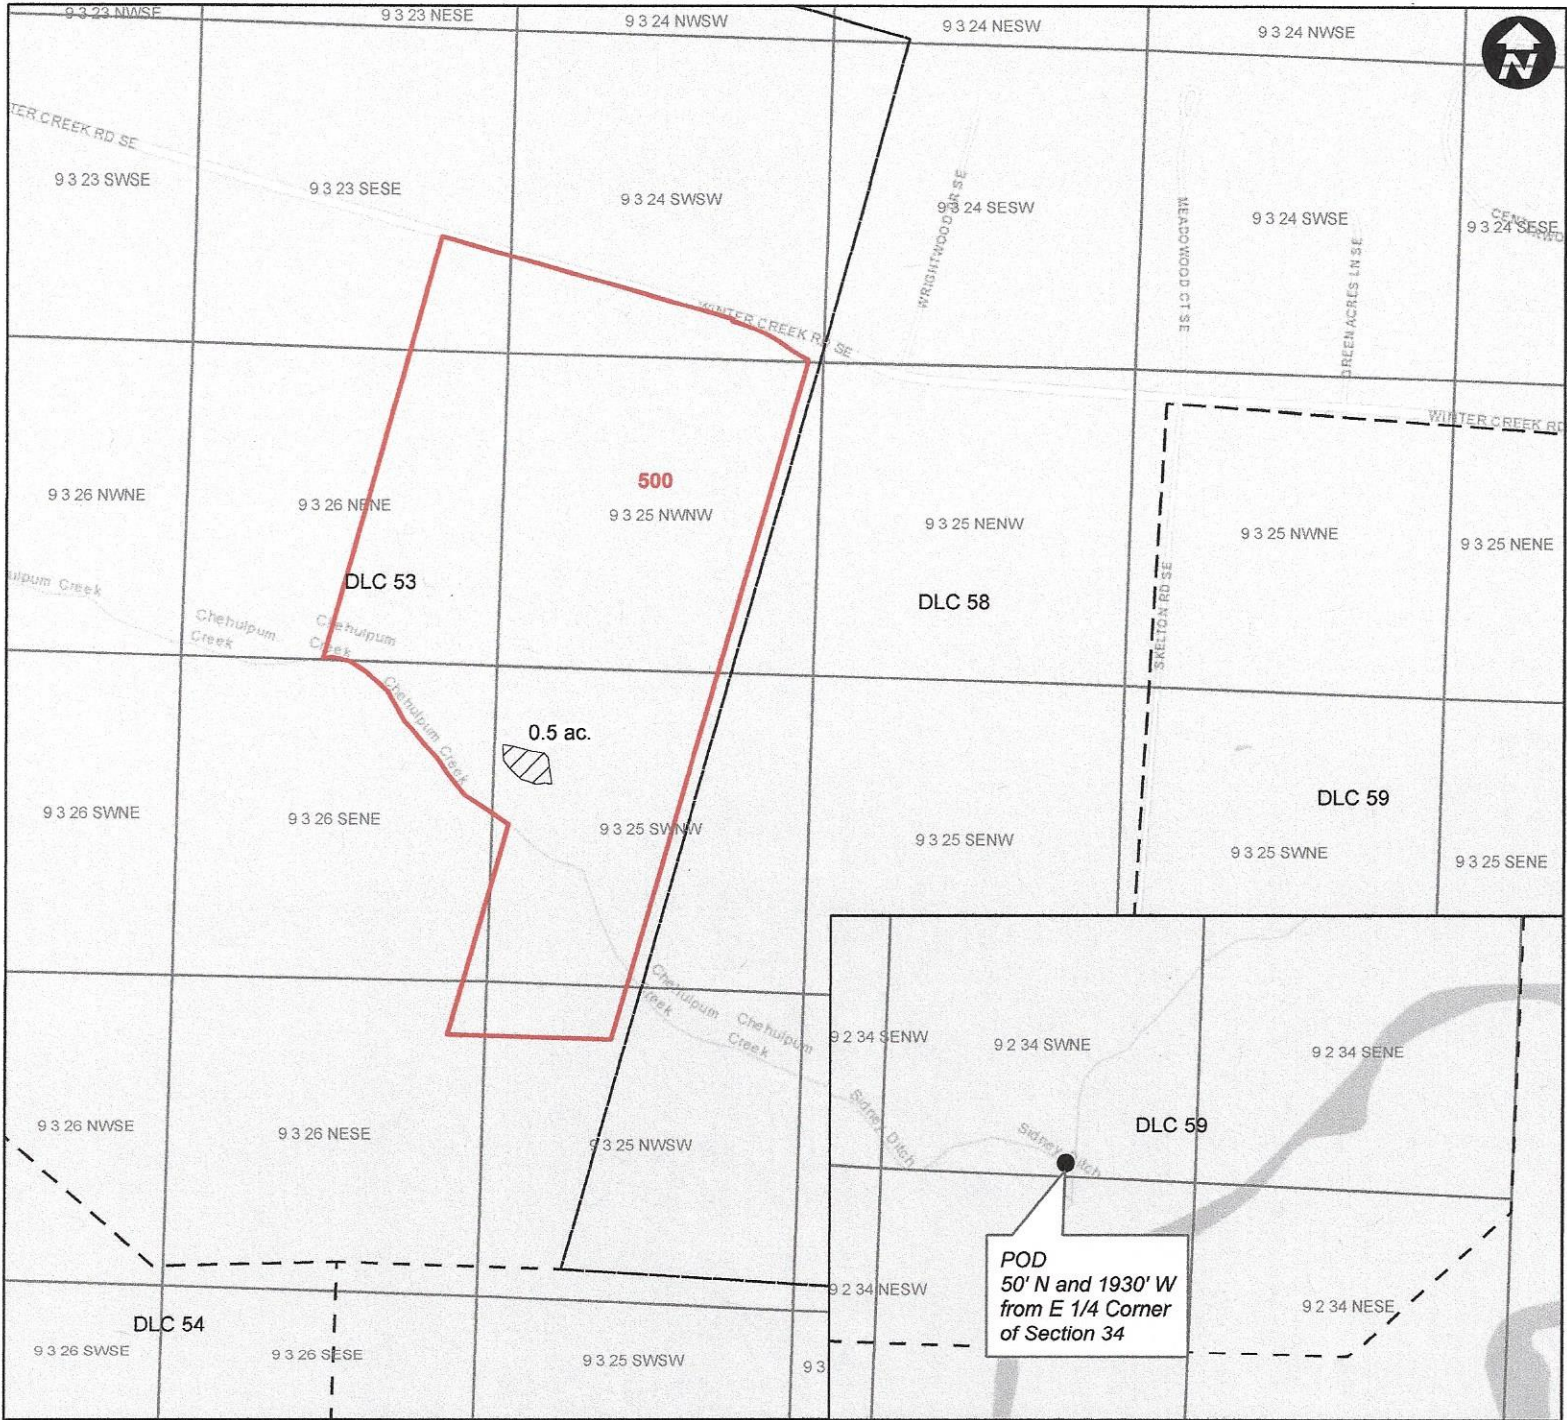 9 3 23 NWSE
9 3 23 NESE
9 3 24 NWSW
9 3 24 NESW
9 3 24 NWSE
N
TER CREEK RD SE
9 3 23 SWSE
9 3 23 SESE
9 3 24 SWSW
WRIGHTWOOD DR SE
9 3 24 SESW
MEADOWOOD CT SE
9 3 24 SWSE
GREEN ACRES LN SE
9 3 24 SESE
WINTER CREEK RD SE
WINTER CREEK RD
500
9 3 26 NWNE
9 3 26 NENE
9 3 25 NWNW
9 3 25 NENW
9 3 25 NWNE
9 3 25 NENE
ulpum Creek
DLC 53
DLC 58
SKELTON RD SE
Chehulpum
Creek
Chehulpum
Creek
Chehulpum Creek
0.5 ac.
DLC 59
9 3 26 SWNE
9 3 26 SENE
9 3 25 SWNW
9 3 25 SENW
9 3 25 SWNE
9 3 25 SENE
Chehulpum
Creek
Chehulpum
Creek
9 3 26 NWSE
9 3 26 NESE
9 3 25 NWSW
DLC 54
9 3 26 SWSE
9 3 26 SESE
9 3 25 SWSW
9 3
9 2 34 SENW
9 2 34 SWNE
9 2 34 SENE
Sidney Ditch
Sidney Ditch
DLC 59
POD
50' N and 1930' W
from E 1/4 Corner
of Section 34
9 2 34 NESW
9 2 34 NESE